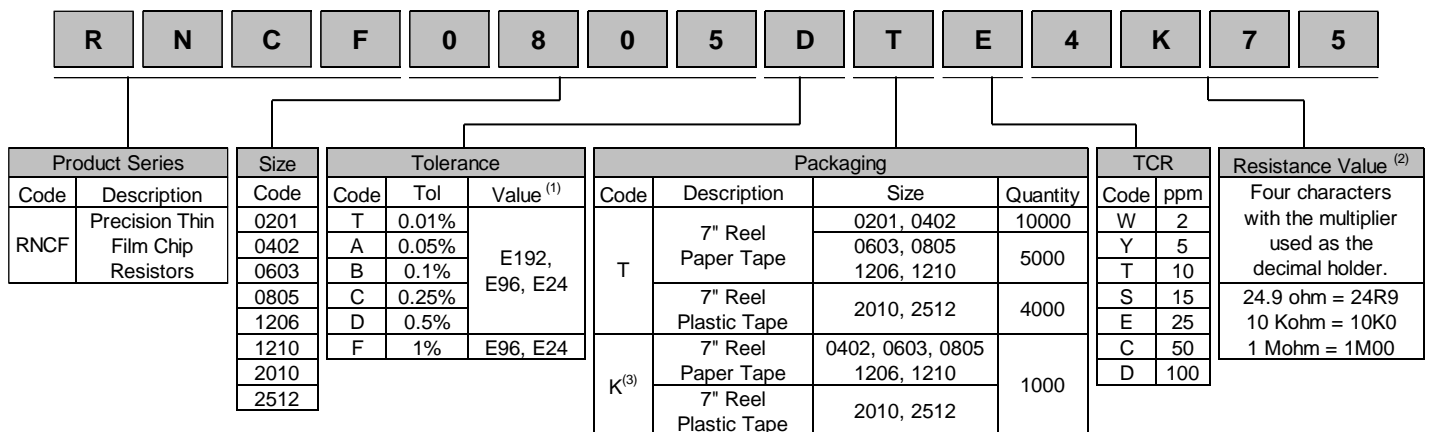 R N C F 0 8 0 5 D T E 4 K 7 5
Product Series
Code Description
RNCF Precision Thin
Film Chip
Resistors
Size
Code
0201
0402
0603
0805
1206
1210
2010
2512
Tolerance
Code Tol Value (1)
T 0.01%
A 0.05%
B 0.1%
C 0.25%
D 0.5%
E192,
E96, E24
F 1% E96, E24
Packaging
Code Description Size Quantity
T
7" Reel
Paper Tape
0201, 0402 10000
0603, 0805
1206, 1210
5000
7" Reel
Plastic Tape
2010, 2512 4000
K(3)
7" Reel
Paper Tape
0402, 0603, 0805
1206, 1210
7" Reel
Plastic Tape
2010, 2512
1000
TCR
Code ppm
W 2
Y 5
T 10
S 15
E 25
C 50
D 100
Resistance Value (2)
Four characters
with the multiplier
used as the
decimal holder.
24.9 ohm = 24R9
10 Kohm = 10K0
1 Mohm = 1M00